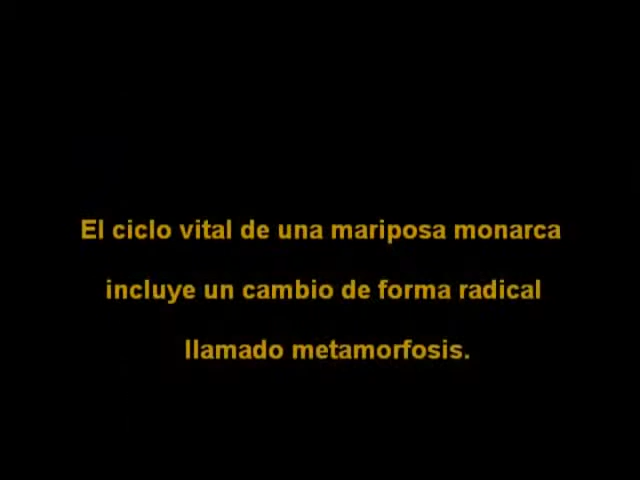 El ciclo vital de una mariposa monarca
incluye un cambio de forma radical
llamado metamorfosis.